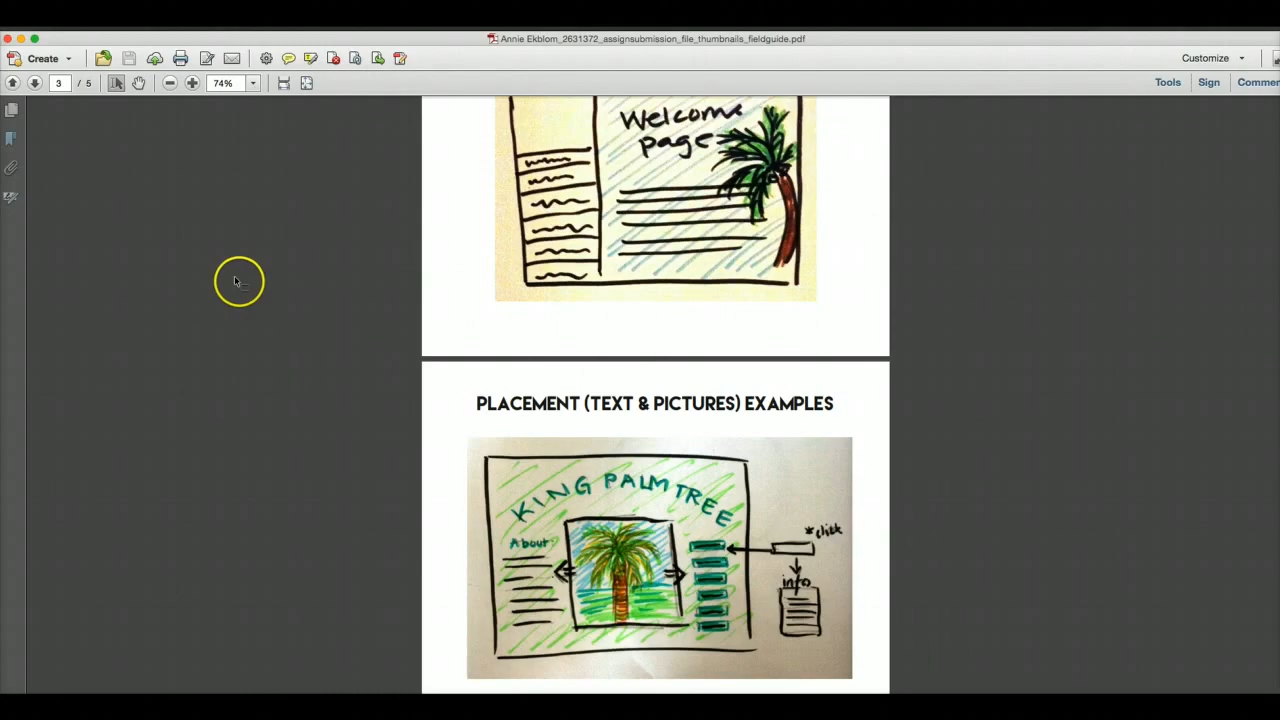 Annie Ekblom_2631372_assignsubmission_file_thumbnails_fieldguide.pdf
Create
Customize
3 / 5
74%
Tools
Sign
Commen
Welcome
page
PLACEMENT (TEXT & PICTURES) EXAMPLES
KING PALM TREE
About
*click
info